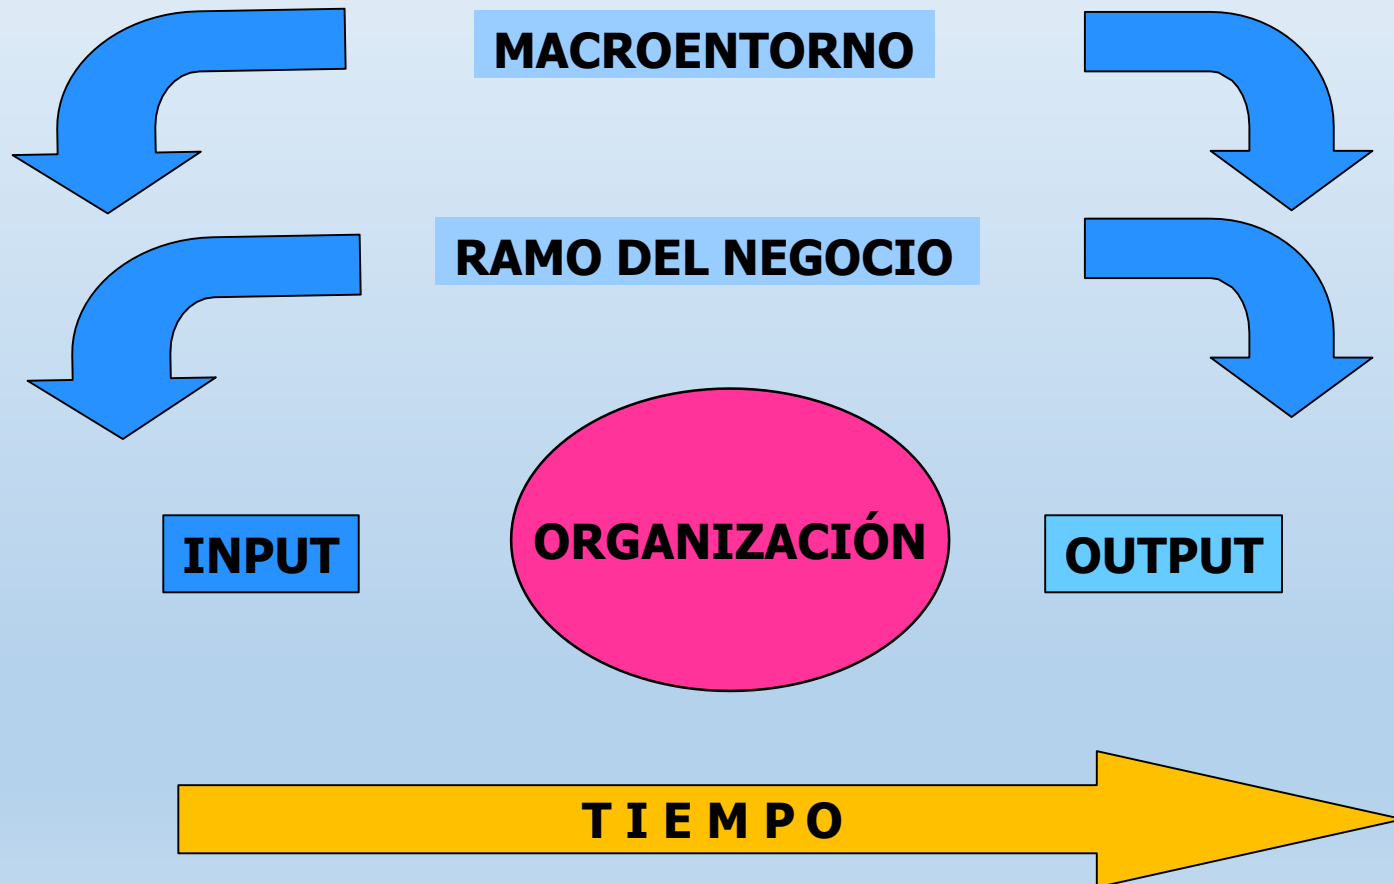 MACROENTORNO
RAMO DEL NEGOCIO
INPUT
ORGANIZACIÓN
OUTPUT
T I E M P O